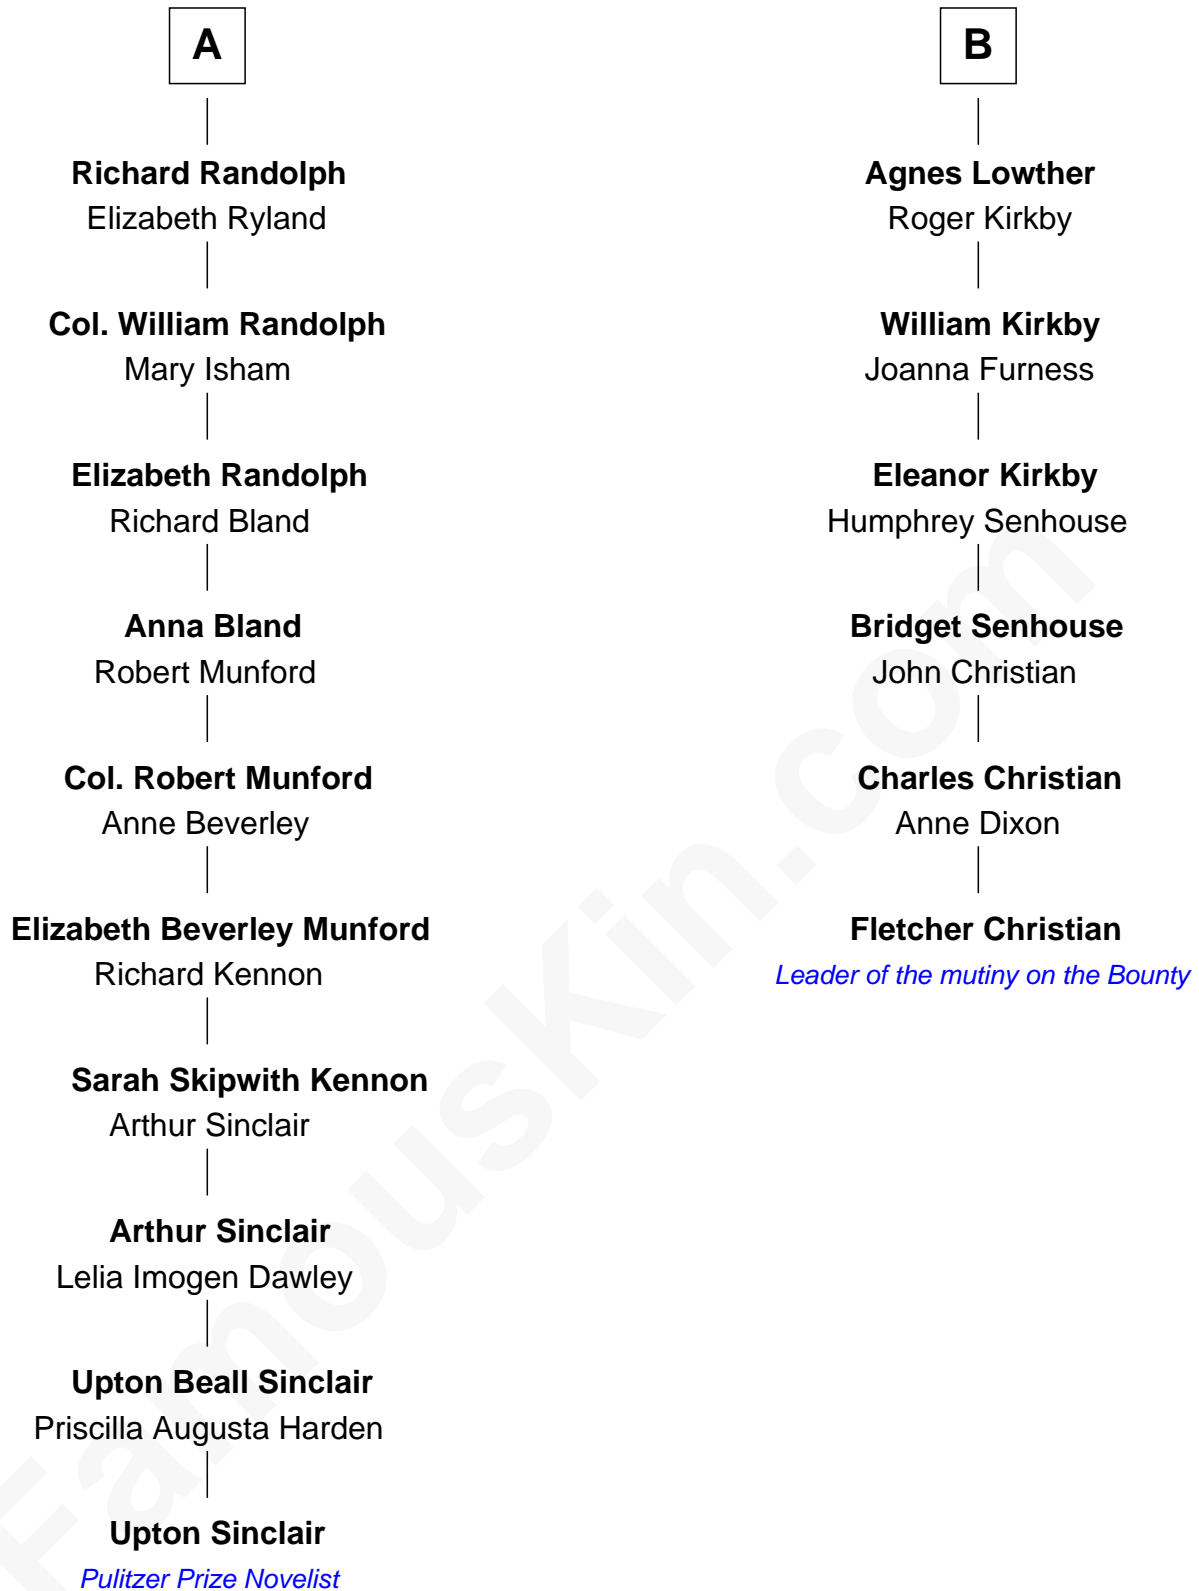 A
Richard Randolph
Elizabeth Ryland
Col. William Randolph
Mary Isham
Elizabeth Randolph
Richard Bland
Anna Bland
Robert Munford
Col. Robert Munford
Anne Beverley
Elizabeth Beverley Munford
Richard Kennon
Sarah Skipwith Kennon
Arthur Sinclair
Arthur Sinclair
Lelia Imogen Dawley
Upton Beall Sinclair
Priscilla Augusta Harden
Upton Sinclair
Pulitzer Prize Novelist
B
Agnes Lowther
Roger Kirkby
William Kirkby
Joanna Furness
Eleanor Kirkby
Humphrey Senhouse
Bridget Senhouse
John Christian
Charles Christian
Anne Dixon
Fletcher Christian
Leader of the mutiny on the Bounty
FamousKin.com